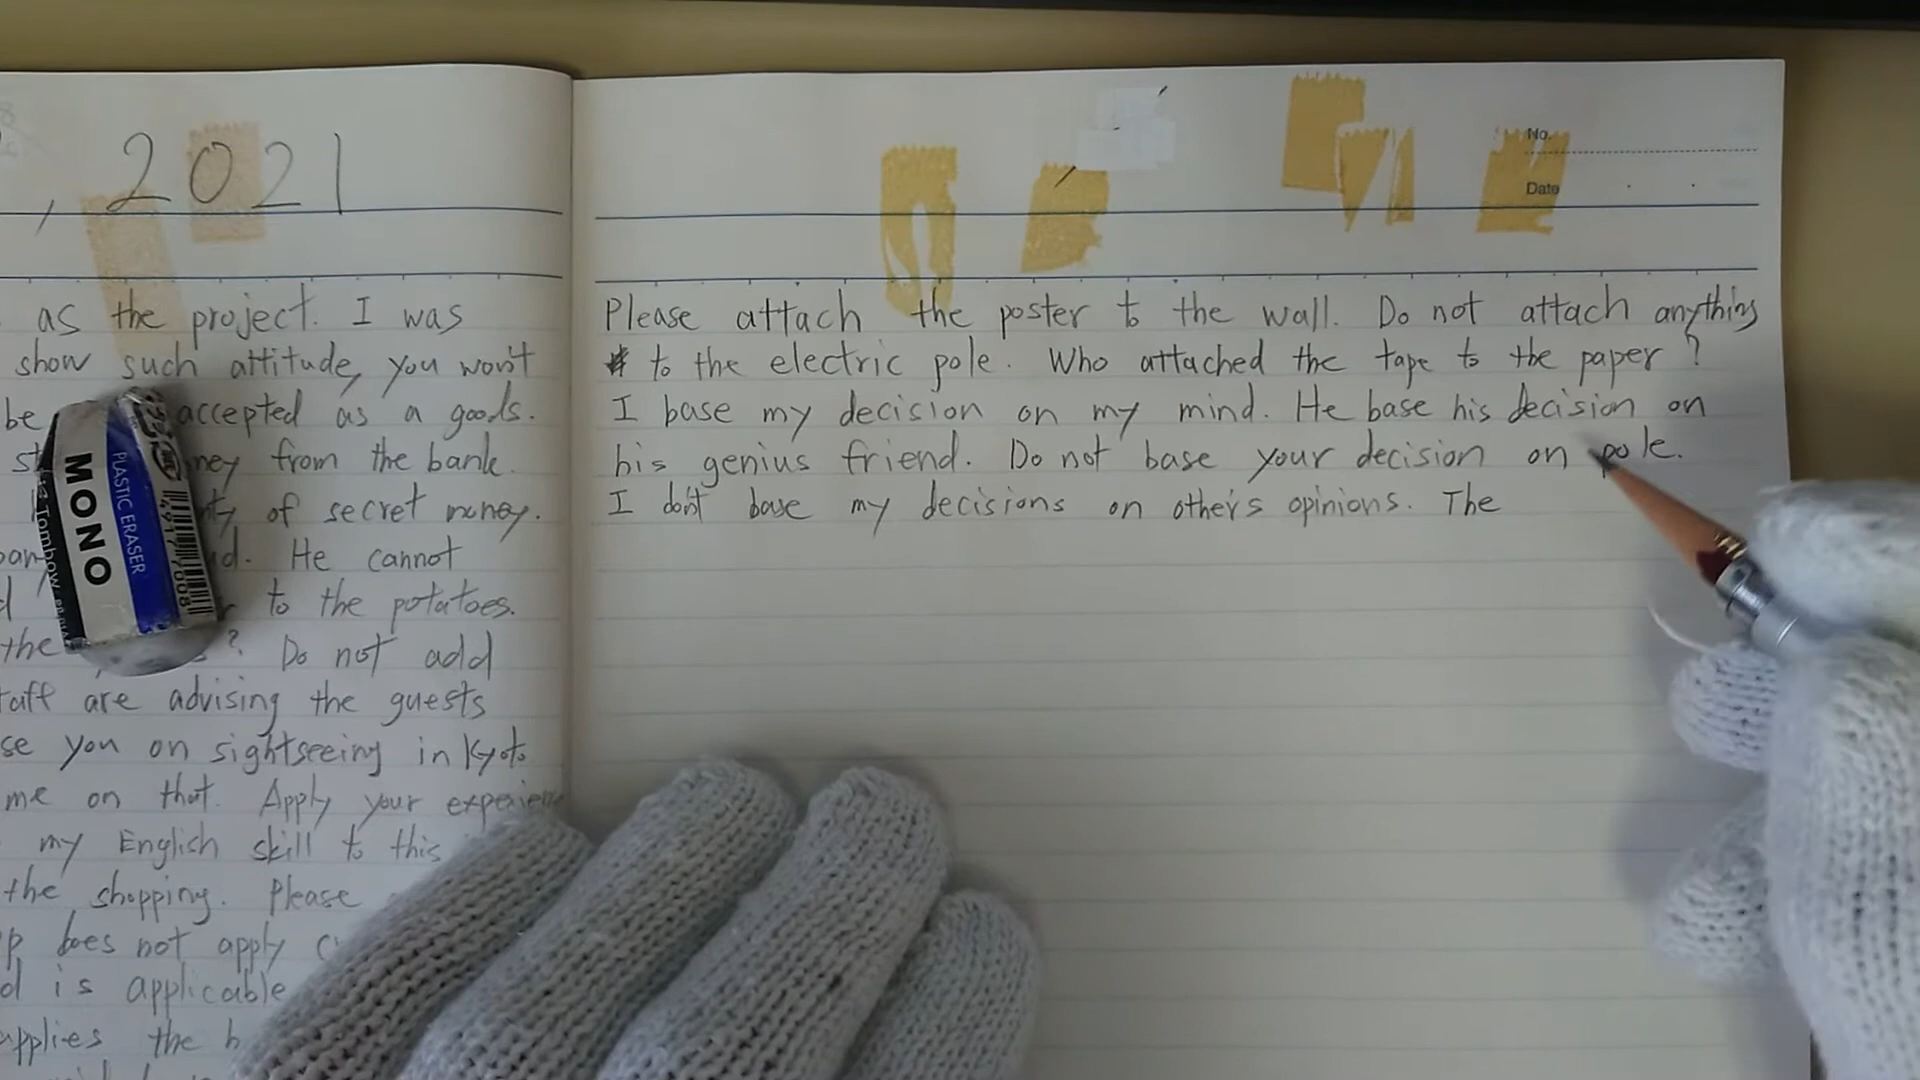 , 2021
as the project. I was
show such attitude, you won't
be accepted as a goods.
from the bank.
of secret money.
He cannot
to the potatoes.
the ? Do not add
are advising the guests
you on sightseeing in Kyoto
me on that. Apply your
my English skill to this
the shopping. Please
does not apply
is applicable
applies the
MONO
PLASTIC ERASER
Tombow
No.
Date
Please attach the poster to the wall. Do not attach anything
to the electric pole. Who attached the tape to the paper?
I base my decision on my mind. He base his decision on
his genius friend. Do not base your decision on pole.
I don't base my decisions on other's opinions. The